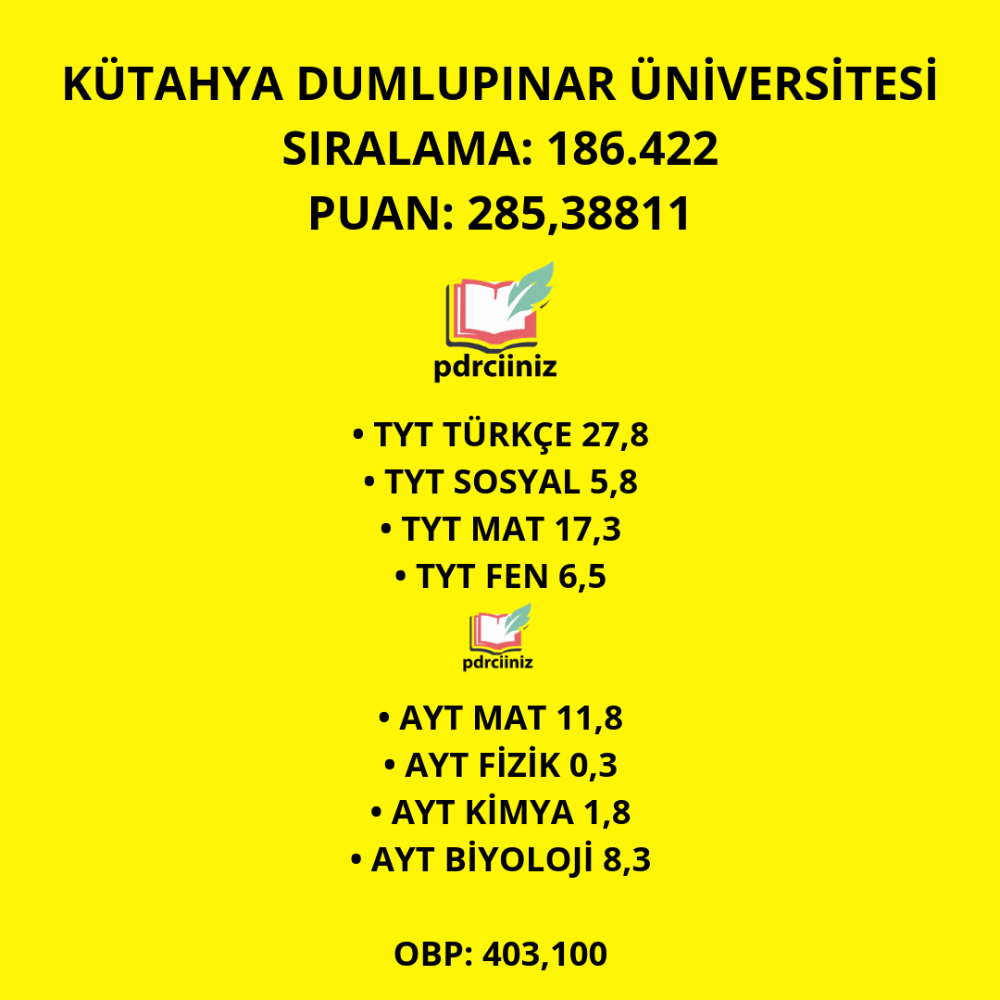 KÜTAHYA DUMLUPINAR ÜNİVERSİTESİ
SIRALAMA: 186.422
PUAN: 285,38811
pdrciiniz
• TYT TÜRKÇE 27,8
• TYT SOSYAL 5,8
• TYT MAT 17,3
• TYT FEN 6,5
pdrciiniz
• AYT MAT 11,8
• AYT FİZİK 0,3
• AYT KİMYA 1,8
• AYT BİYOLOJİ 8,3
OBP: 403,100